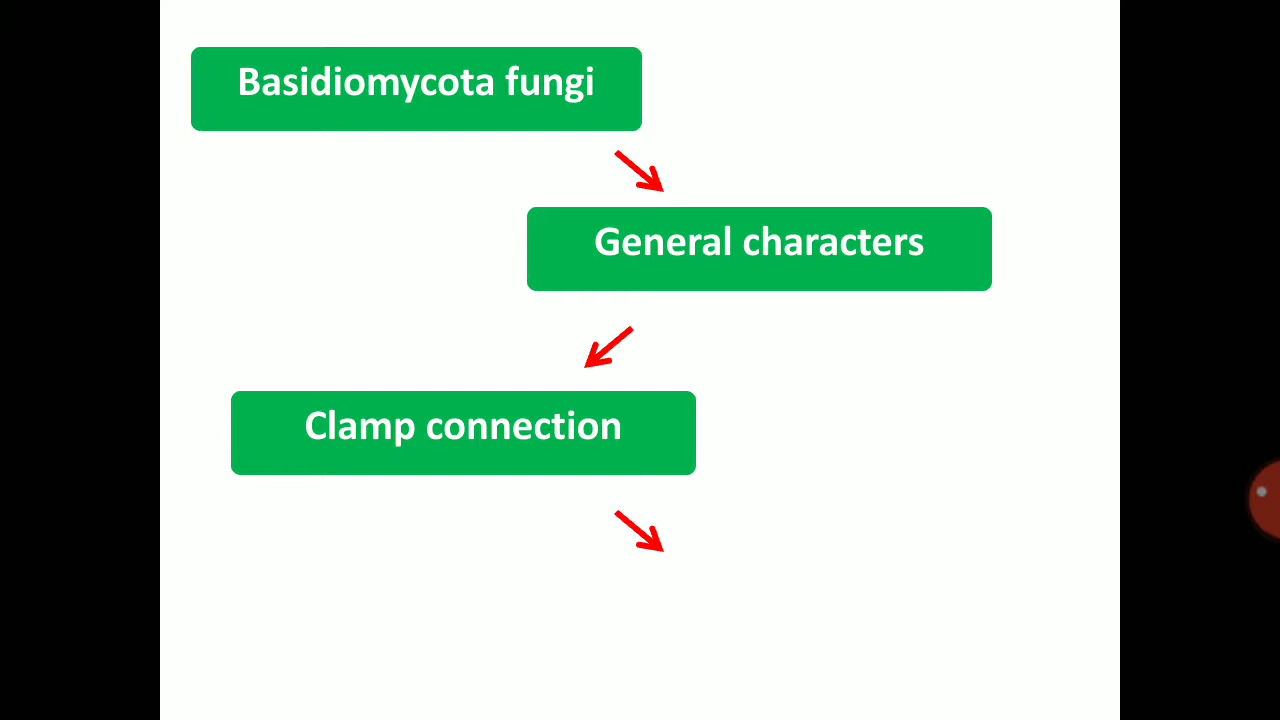 Basidiomycota fungi
General characters
Clamp connection